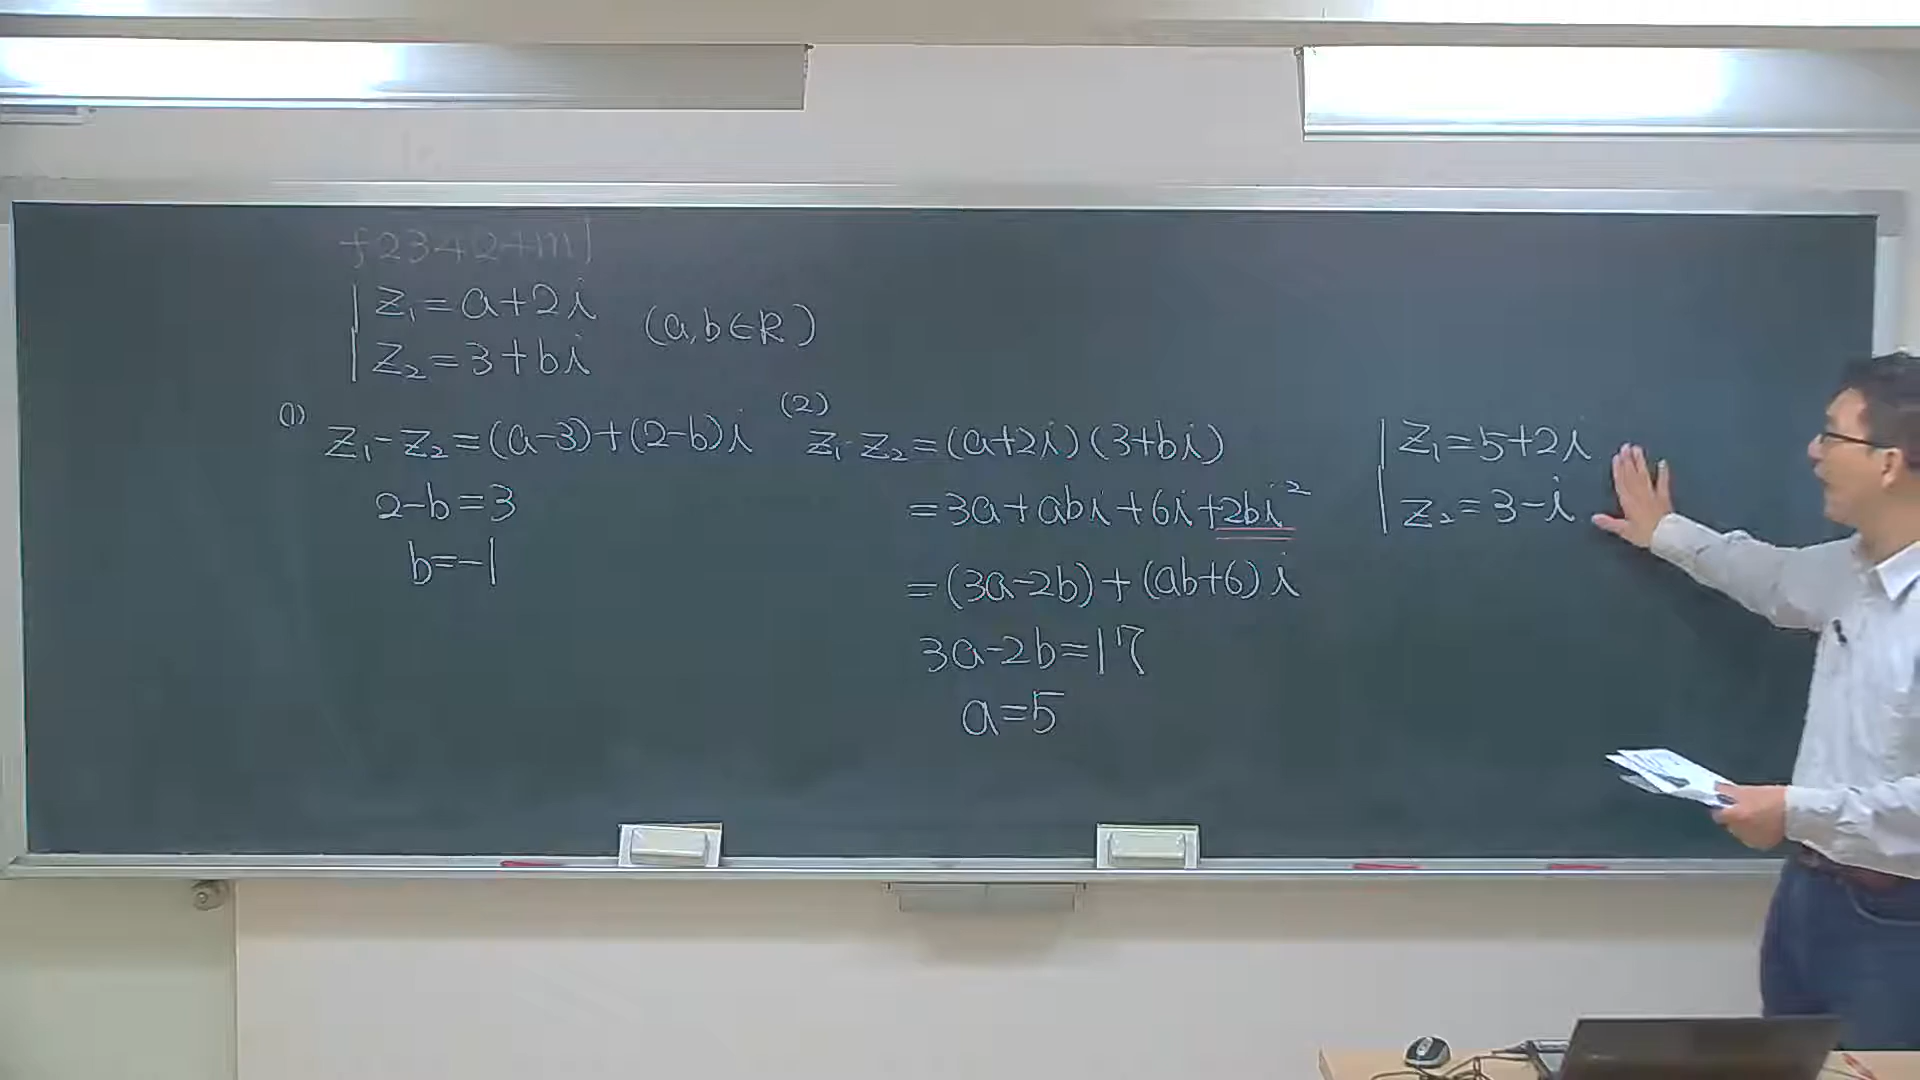 z₁=a+2i
z₂=3+bi
(a,b∈R)
(1)
z₁-z₂=(a-3)+(2-b)i
2-b=3
b=-1
(2)
z₁·z₂=(a+2i)(3+bi)
=3a+abi+6i+2bi²
=(3a-2b)+(ab+6)i
3a-2b=17
a=5
z₁=5+2i
z₂=3-i